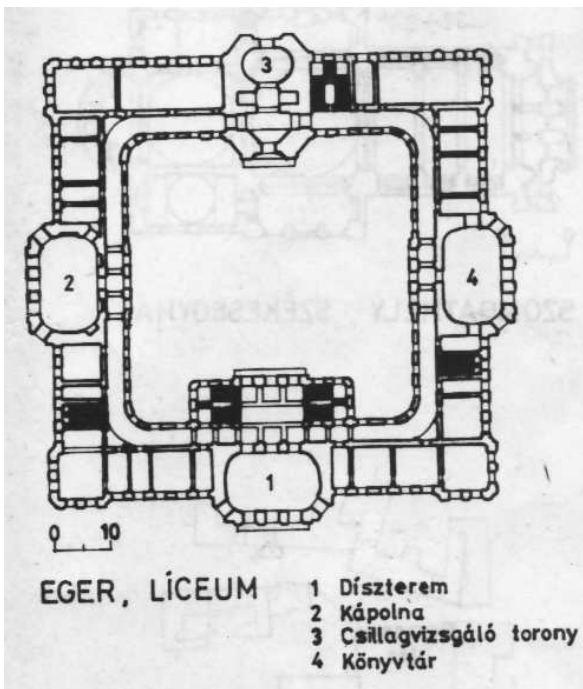 3
2
4
1
0 10
EGER, LÍCEUM
1 Díszterem
2 Kápolna
3 Csillagvizsgáló torony
4 Könyvtár